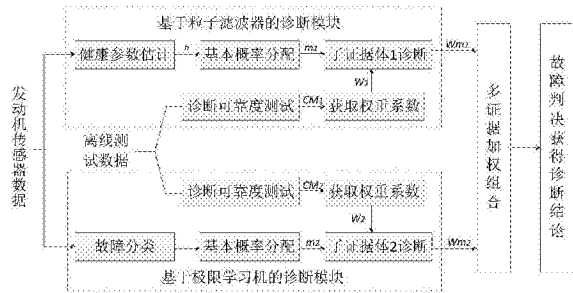 基于粒子滤波器的诊断模块
健康参数估计
h
基本概率分配
m1
子证据体1诊断
Wm1
W1
诊断可靠度测试
CM1
获取权重系数
发动机传感器数据
离线测试数据
多证据加权组合
故障判决获得诊断结论
诊断可靠度测试
CM2
获取权重系数
W2
故障分类
基本概率分配
m2
子证据体2诊断
Wm2
基于极限学习机的诊断模块